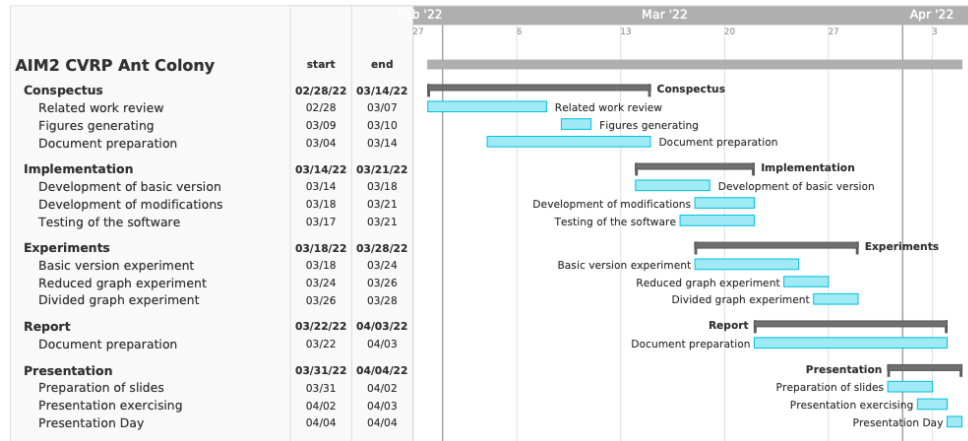 Feb '22 Mar '22 Apr '22
27 6 13 20 27 3
AIM2 CVRP Ant Colony start end
Conspectus 02/28/22 03/14/22 Conspectus
Related work review 02/28 03/07 Related work review
Figures generating 03/09 03/10 Figures generating
Document preparation 03/04 03/14 Document preparation
Implementation 03/14/22 03/21/22 Implementation
Development of basic version 03/14 03/18 Development of basic version
Development of modifications 03/18 03/21 Development of modifications
Testing of the software 03/17 03/21 Testing of the software
Experiments 03/18/22 03/28/22 Experiments
Basic version experiment 03/18 03/24 Basic version experiment
Reduced graph experiment 03/24 03/26 Reduced graph experiment
Divided graph experiment 03/26 03/28 Divided graph experiment
Report 03/22/22 04/03/22 Report
Document preparation 03/22 04/03 Document preparation
Presentation 03/31/22 04/04/22 Presentation
Preparation of slides 03/31 04/02 Preparation of slides
Presentation exercising 04/02 04/03 Presentation exercising
Presentation Day 04/04 04/04 Presentation Day